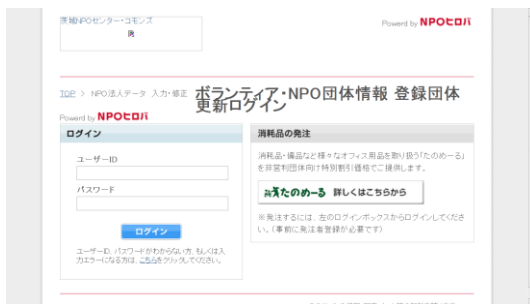 茨城NPOセンター・コモンズ
Powerd by NPOヒロバ
TOP > NPO法人データ 入力・修正
ボランティア・NPO団体情報 登録団体
更新ログイン
Powerd by NPOヒロバ
ログイン
ユーザーID
パスワード
ログイン
ユーザーID、パスワードがわからない方、もしくは入
力エラーになる方は、こちらをクリックしてください。
消耗品の発注
消耗品・備品など様々なオフィス用品を取り扱う「たのめーる」
を非営利団体向け特別割引価格でご提供します。
たのめーる 詳しくはこちらから
※発注するには、左のログインボックスからログインしてくださ
い。(事前に発注者登録が必要です)